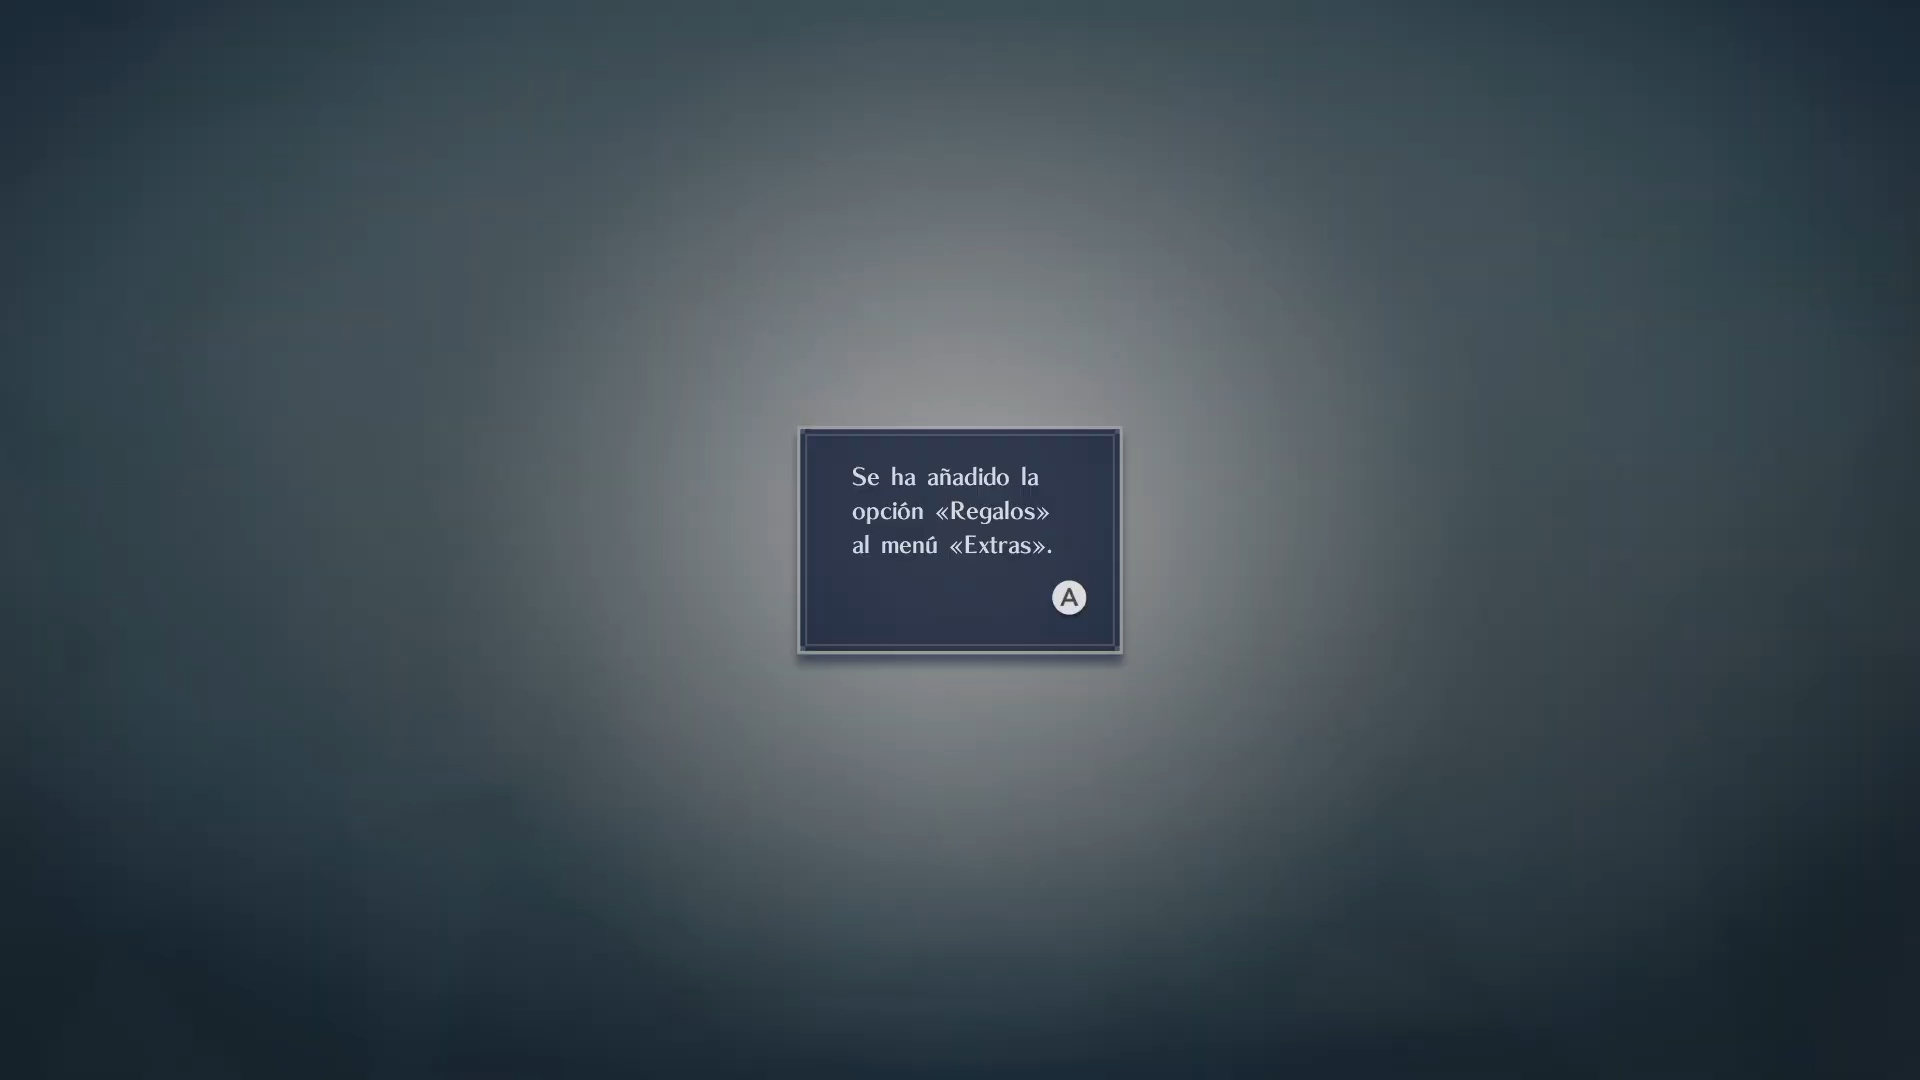 Se ha añadido la
opción «Regalos»
al menú «Extras».
A